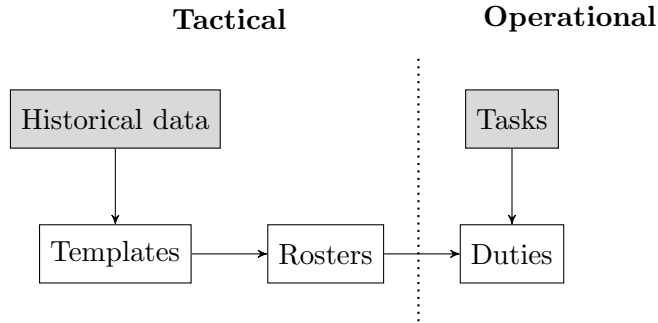 Tactical
Operational
Historical data
Tasks
Templates
Rosters
Duties